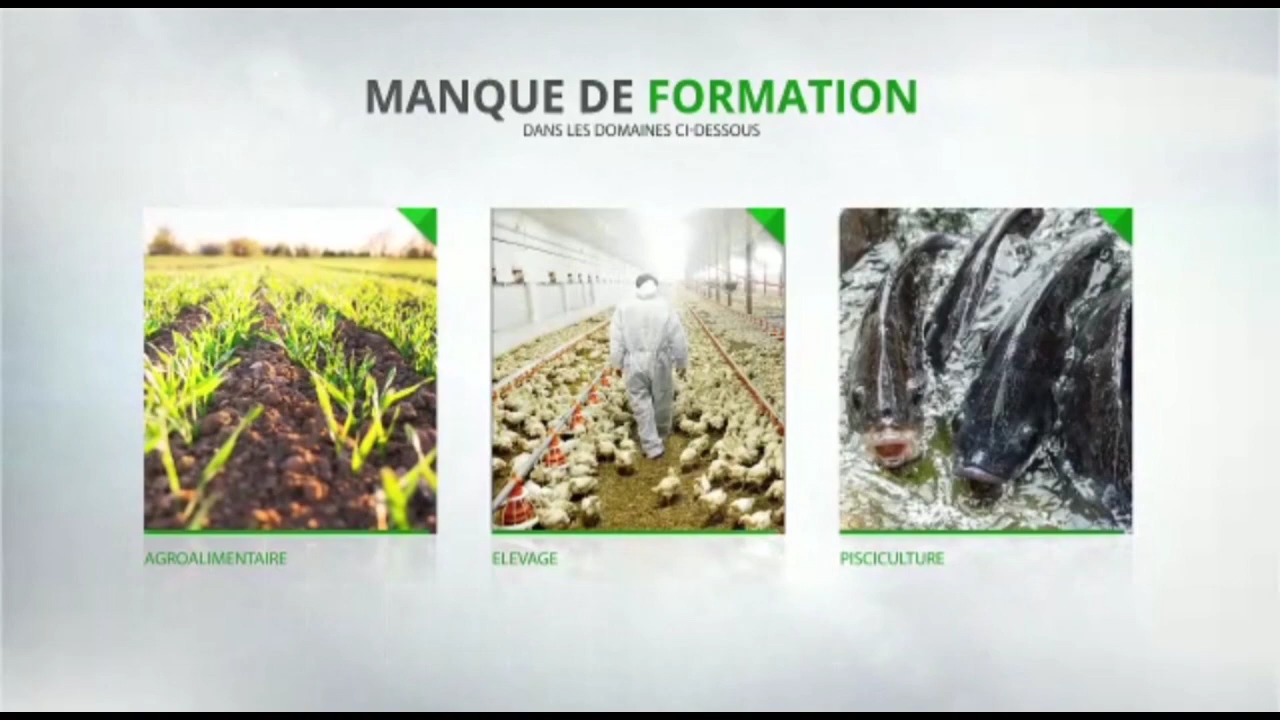 MANQUE DE FORMATION
DANS LES DOMAINES CI-DESSOUS
AGROALIMENTAIRE
ELEVAGE
PISCICULTURE